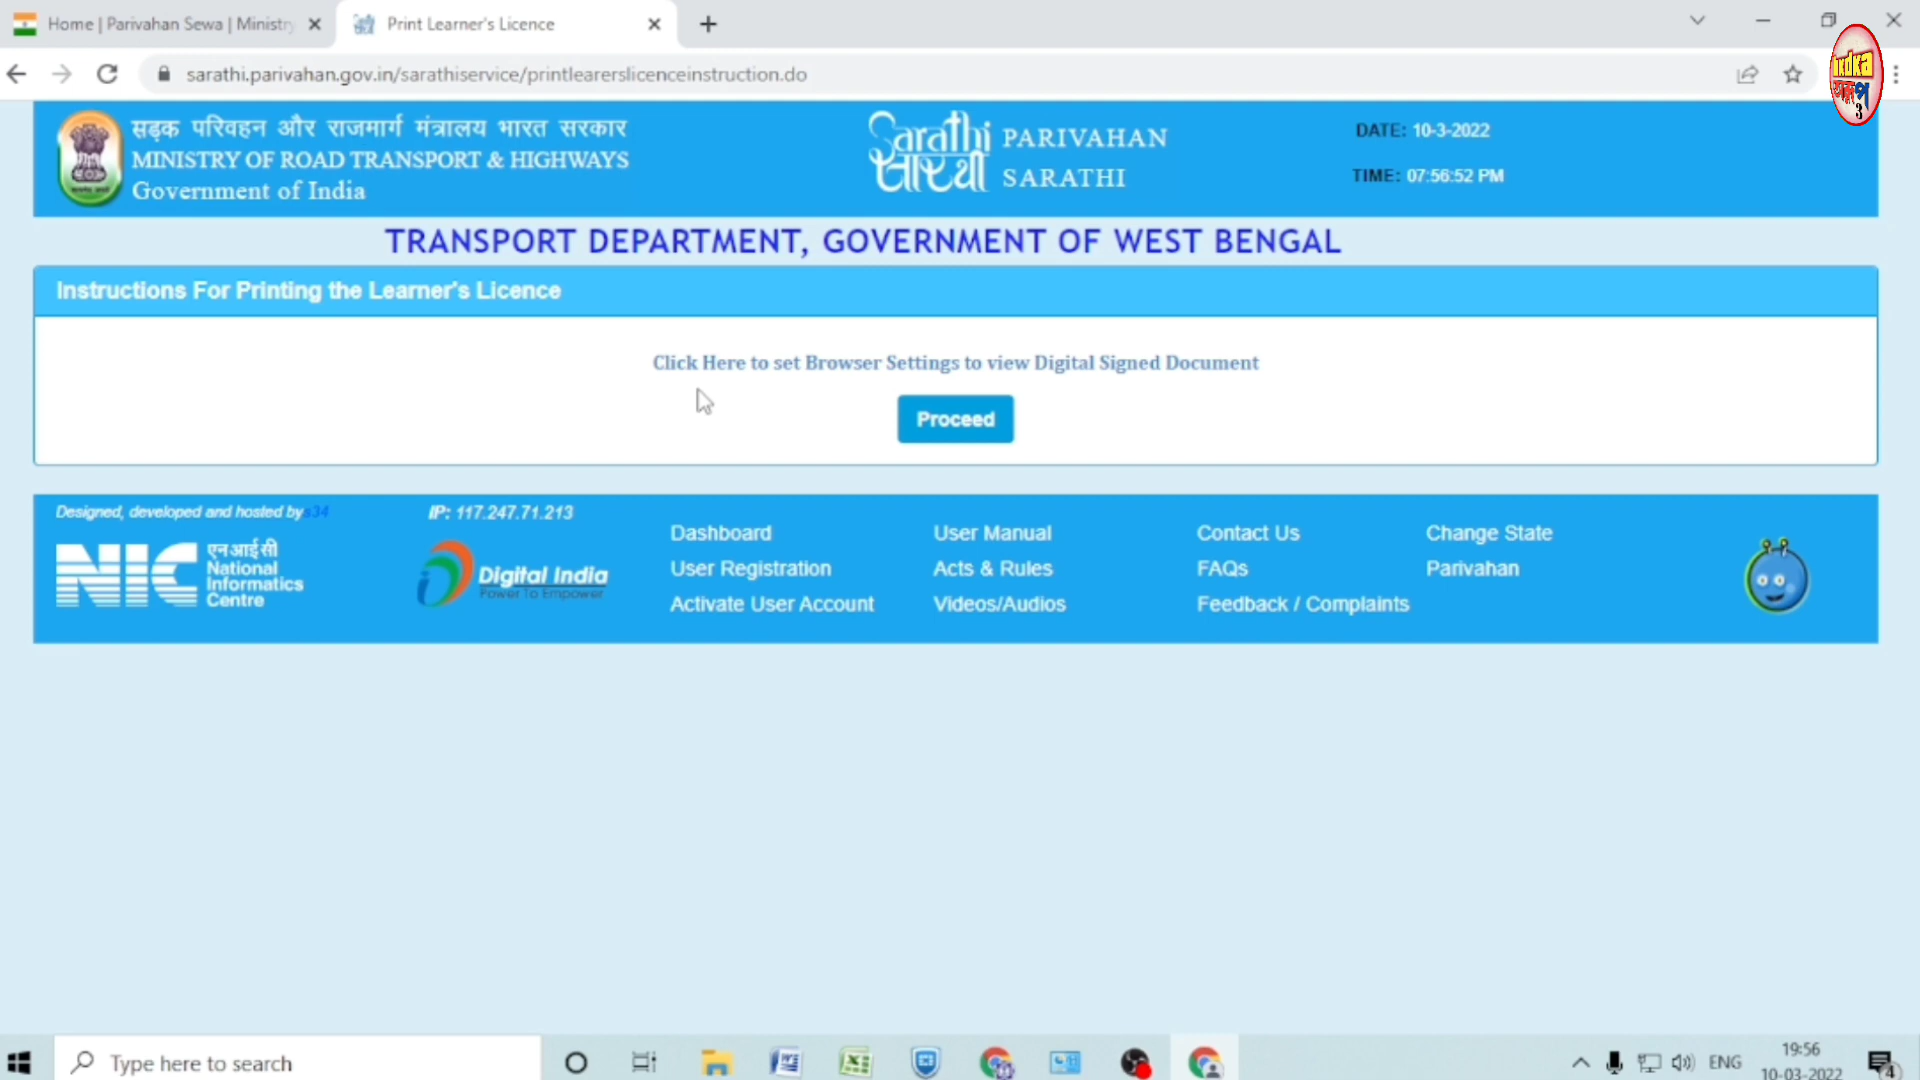 Home | Parivahan Sewa | Ministry
Print Learner's Licence
sarathi.parivahan.gov.in/sarathiservice/printlearerslicenceinstruction.do
3
सड़क परिवहन और राजमार्ग मंत्रालय भारत सरकार
MINISTRY OF ROAD TRANSPORT & HIGHWAYS
Government of India
Sarathi
सारथी
PARIVAHAN
SARATHI
DATE: 10-3-2022
TIME: 07:56:52 PM
TRANSPORT DEPARTMENT, GOVERNMENT OF WEST BENGAL
Instructions For Printing the Learner's Licence
Click Here to set Browser Settings to view Digital Signed Document
Proceed
Designed, developed and hosted by s34
NIC
एनआईसी
National
Informatics
Centre
IP: 117.247.71.213
Digital India
Power To Empower
Dashboard
User Registration
Activate User Account
User Manual
Acts & Rules
Videos/Audios
Contact Us
FAQs
Feedback / Complaints
Change State
Parivahan
Type here to search
ENG
19:56
10-03-2022
4